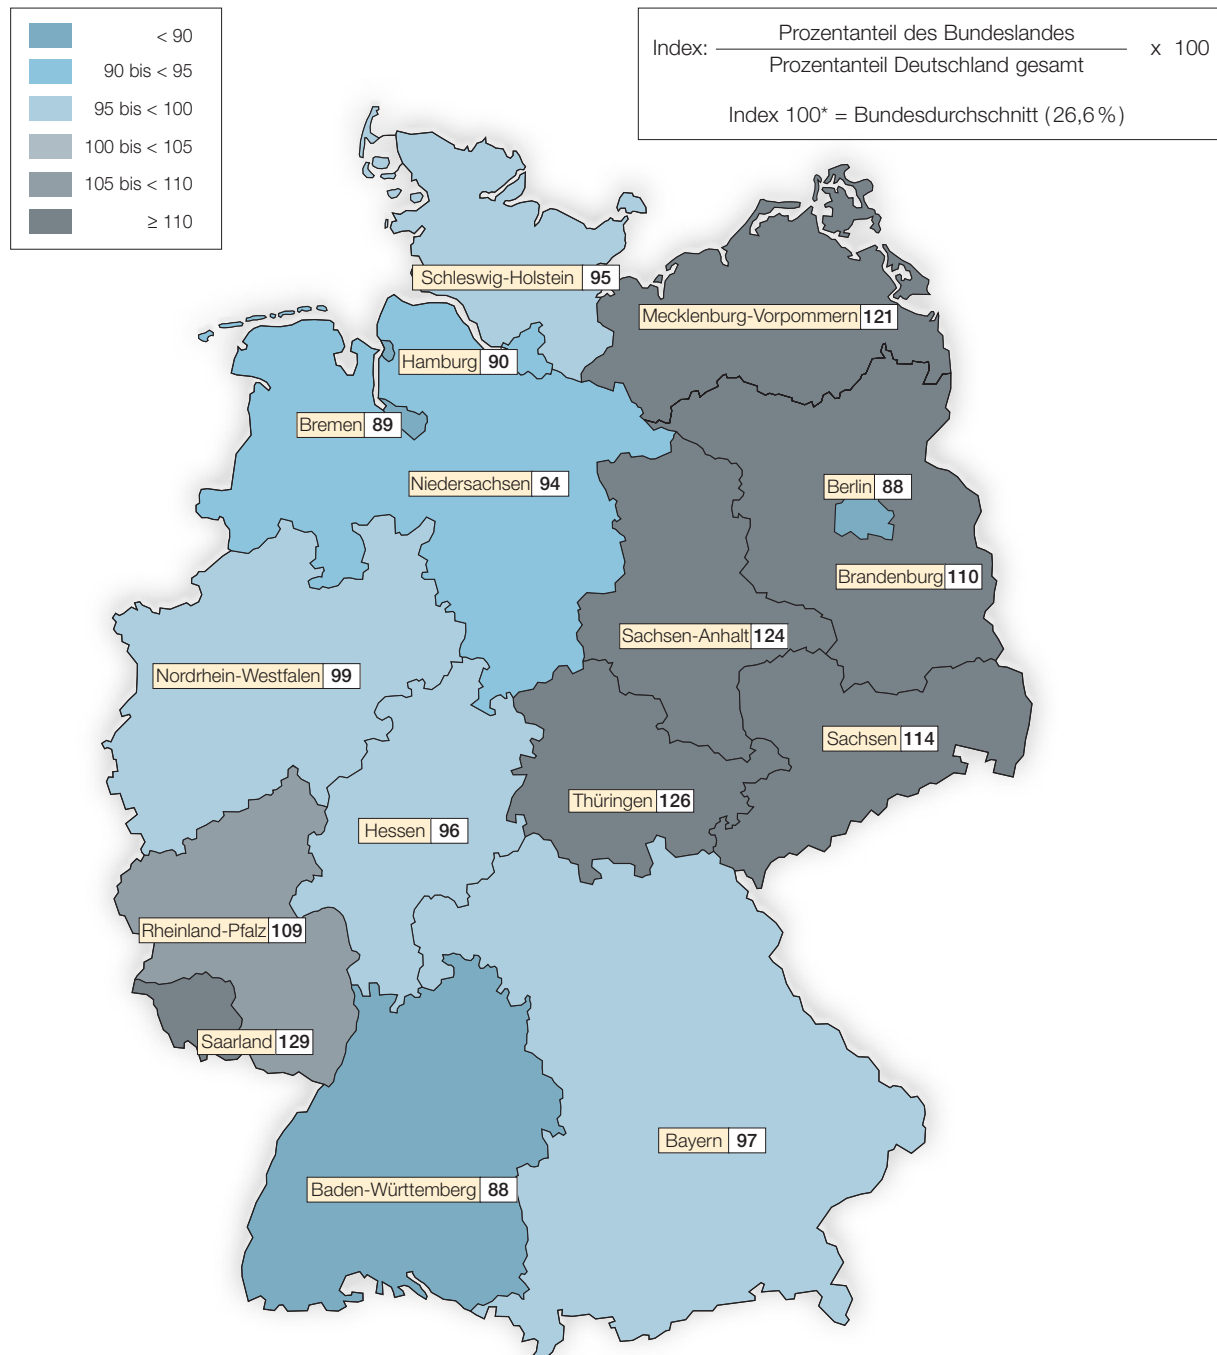 < 90
90 bis < 95
95 bis < 100
100 bis < 105
105 bis < 110
≥ 110
Index: Prozentanteil des Bundeslandes x 100
Prozentanteil Deutschland gesamt
Index 100* = Bundesdurchschnitt (26,6 %)
Schleswig-Holstein 95
Mecklenburg-Vorpommern 121
Hamburg 90
Bremen 89
Niedersachsen 94
Berlin 88
Brandenburg 110
Sachsen-Anhalt 124
Nordrhein-Westfalen 99
Sachsen 114
Thüringen 126
Hessen 96
Rheinland-Pfalz 109
Saarland 129
Bayern 97
Baden-Württemberg 88